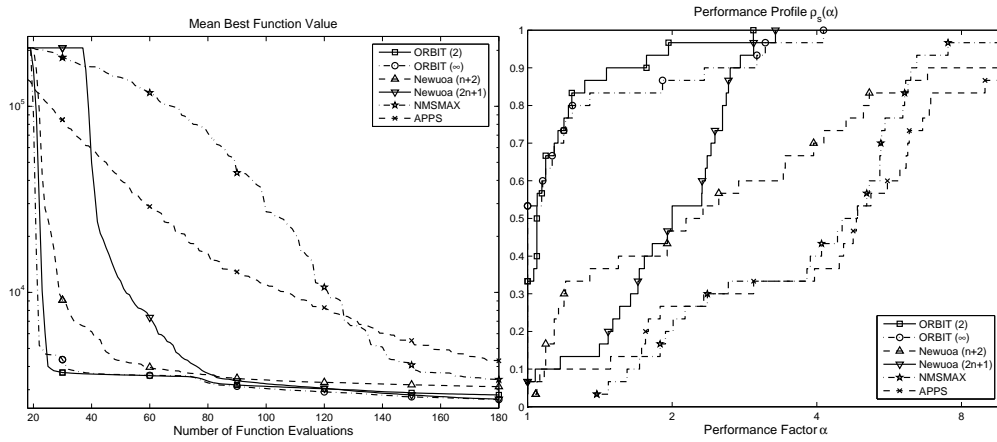 Mean Best Function Value
10^5
10^4
20 40 60 80 100 120 140 160 180
Number of Function Evaluations
ORBIT (2)
ORBIT (∞)
Newuoa (n+2)
Newuoa (2n+1)
NMSMAX
APPS
Performance Profile ρ_s(α)
1
0.9
0.8
0.7
0.6
0.5
0.4
0.3
0.2
0.1
0
1 2 4 8
Performance Factor α
ORBIT (2)
ORBIT (∞)
Newuoa (n+2)
Newuoa (2n+1)
NMSMAX
APPS